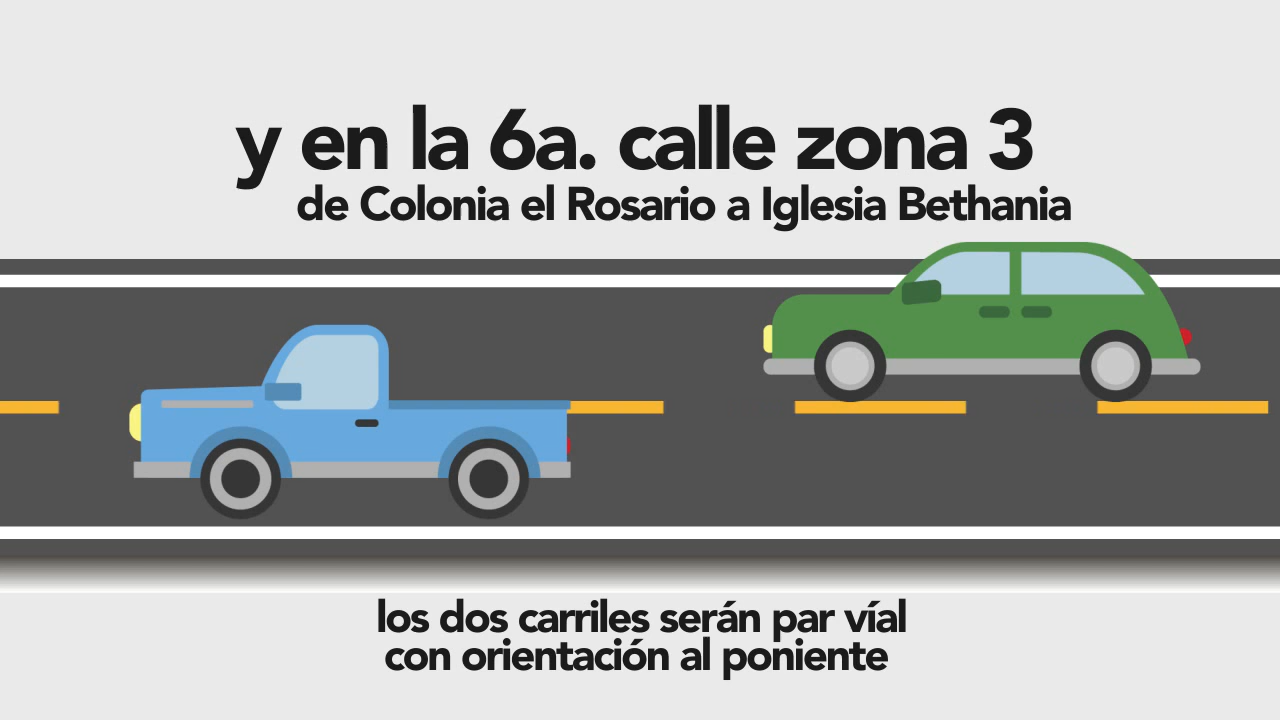 y en la 6a. calle zona 3
de Colonia el Rosario a Iglesia Bethania
los dos carriles serán par víal
con orientación al poniente